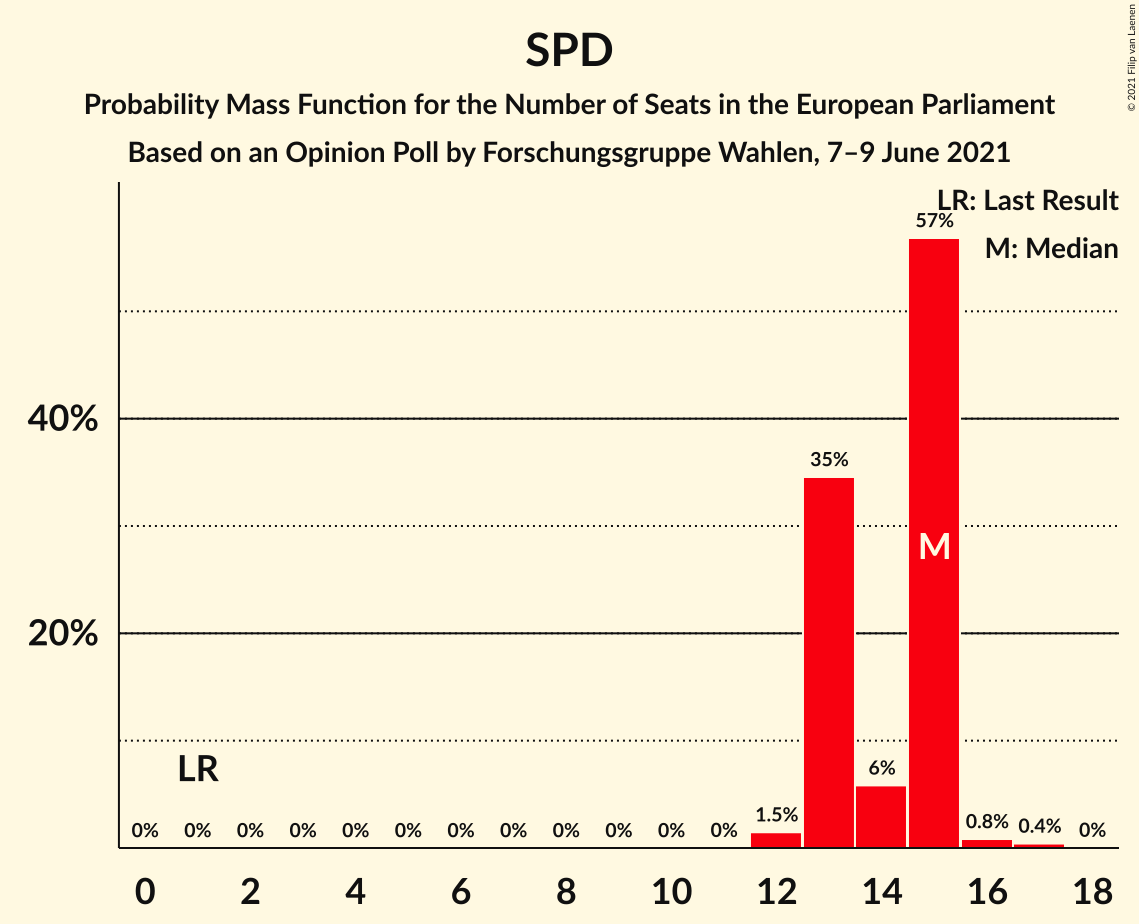 SPD
Probability Mass Function for the Number of Seats in the European Parliament
Based on an Opinion Poll by Forschungsgruppe Wahlen, 7–9 June 2021
© 2021 Filip van Laenen
LR: Last Result
M: Median
57%
40%
35%
M
20%
LR
0% 0% 0% 0% 0% 0% 0% 0% 0% 0% 0% 0% 1.5% 6% 0.8% 0.4% 0%
0 2 4 6 8 10 12 14 16 18